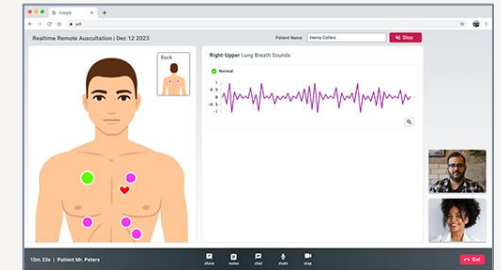 Google
Realtime Remote Auscultation | Dec 12 2023
Patient Name
Henry Collins
Stop
Back
Right-Upper Lung Breath Sounds
Normal
1
0.5
0
-0.5
-1
10m 23s | Patient Mr. Peters
share
notes
chat
mute
stop
End